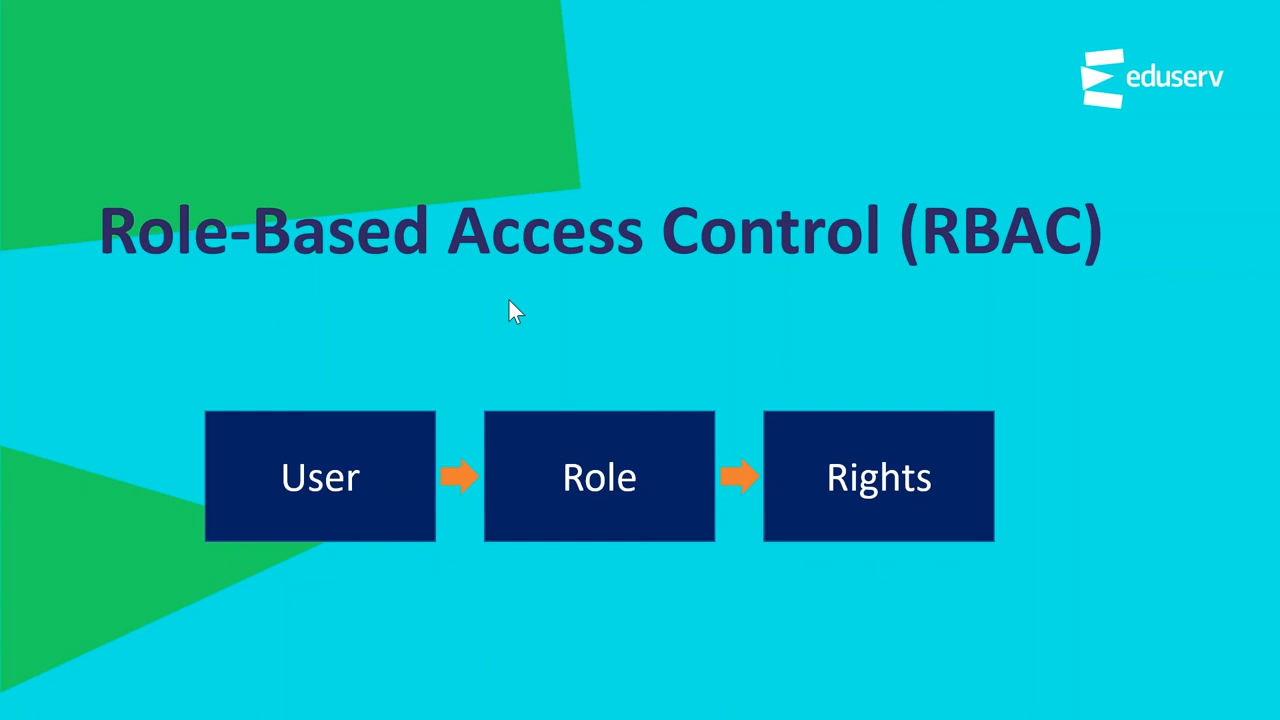 eduserv
Role-Based Access Control (RBAC)
User
Role
Rights